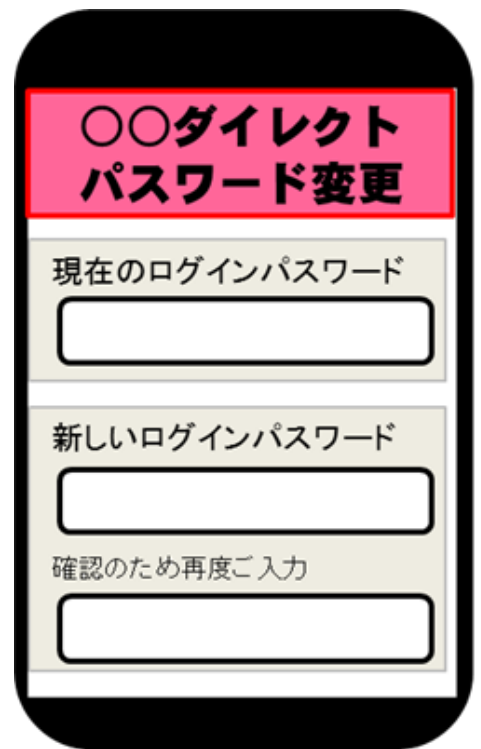 ○○ダイレクト
パスワード変更
現在のログインパスワード
新しいログインパスワード
確認のため再度ご入力